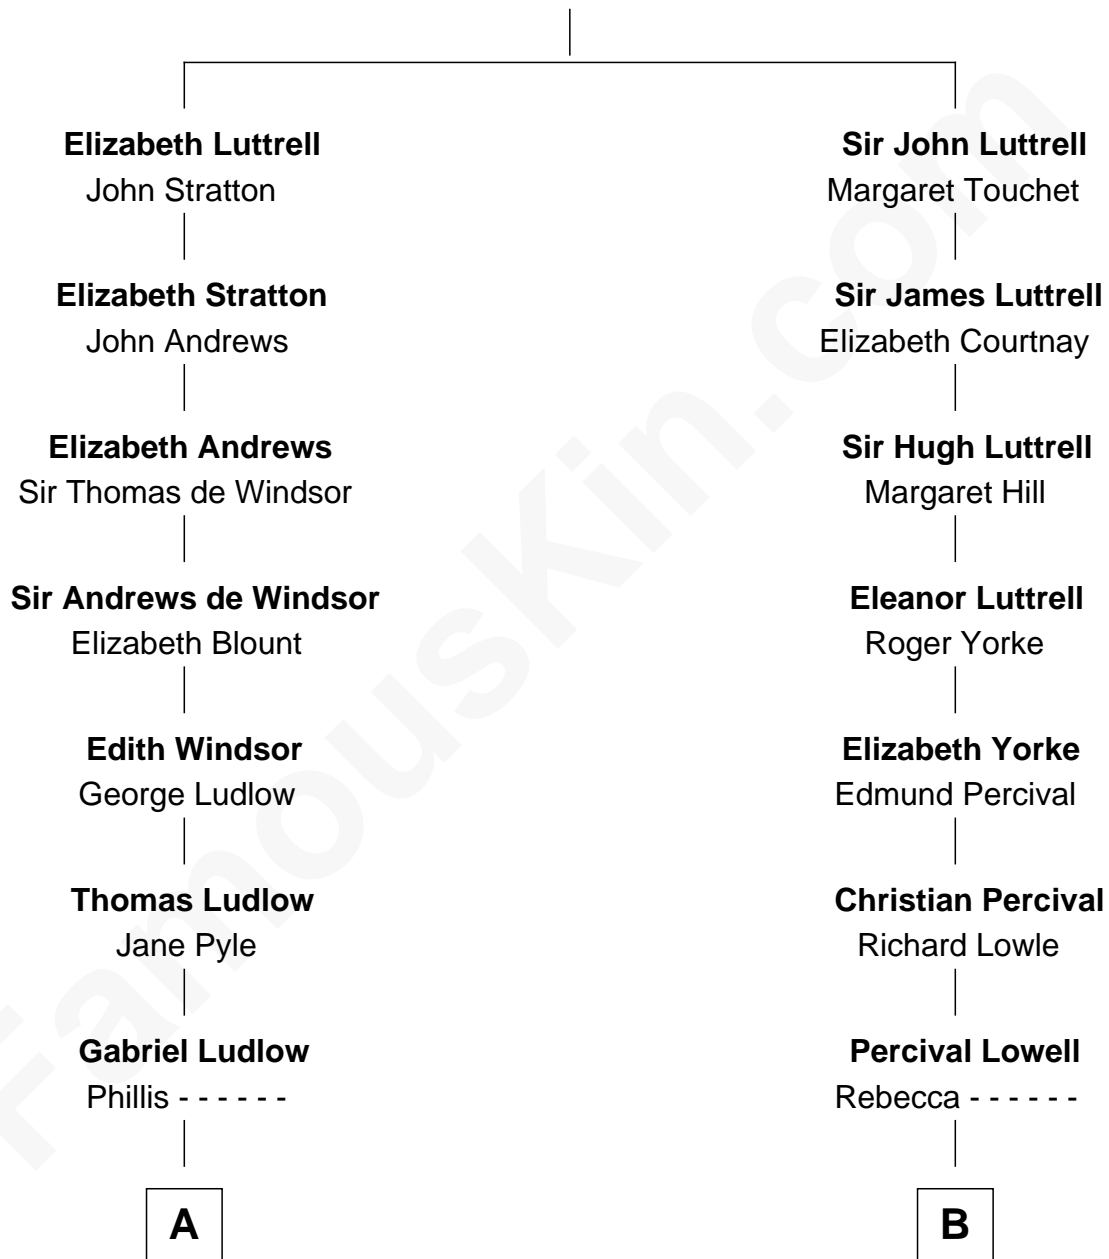 Elizabeth Luttrell
John Stratton
Elizabeth Stratton
John Andrews
Elizabeth Andrews
Sir Thomas de Windsor
Sir Andrews de Windsor
Elizabeth Blount
Edith Windsor
George Ludlow
Thomas Ludlow
Jane Pyle
Gabriel Ludlow
Phillis - - - - - -
A
Sir John Luttrell
Margaret Touchet
Sir James Luttrell
Elizabeth Courtnay
Sir Hugh Luttrell
Margaret Hill
Eleanor Luttrell
Roger Yorke
Elizabeth Yorke
Edmund Percival
Christian Percival
Richard Lowle
Percival Lowell
Rebecca - - - - - -
B
FamousKin.com